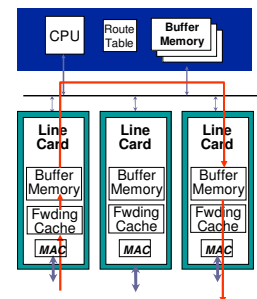 CPU
Route
Table
Buffer
Memory
Line
Card
Buffer
Memory
Fwding
Cache
MAC
Line
Card
Buffer
Memory
Fwding
Cache
MAC
Line
Card
Buffer
Memory
Fwding
Cache
MAC